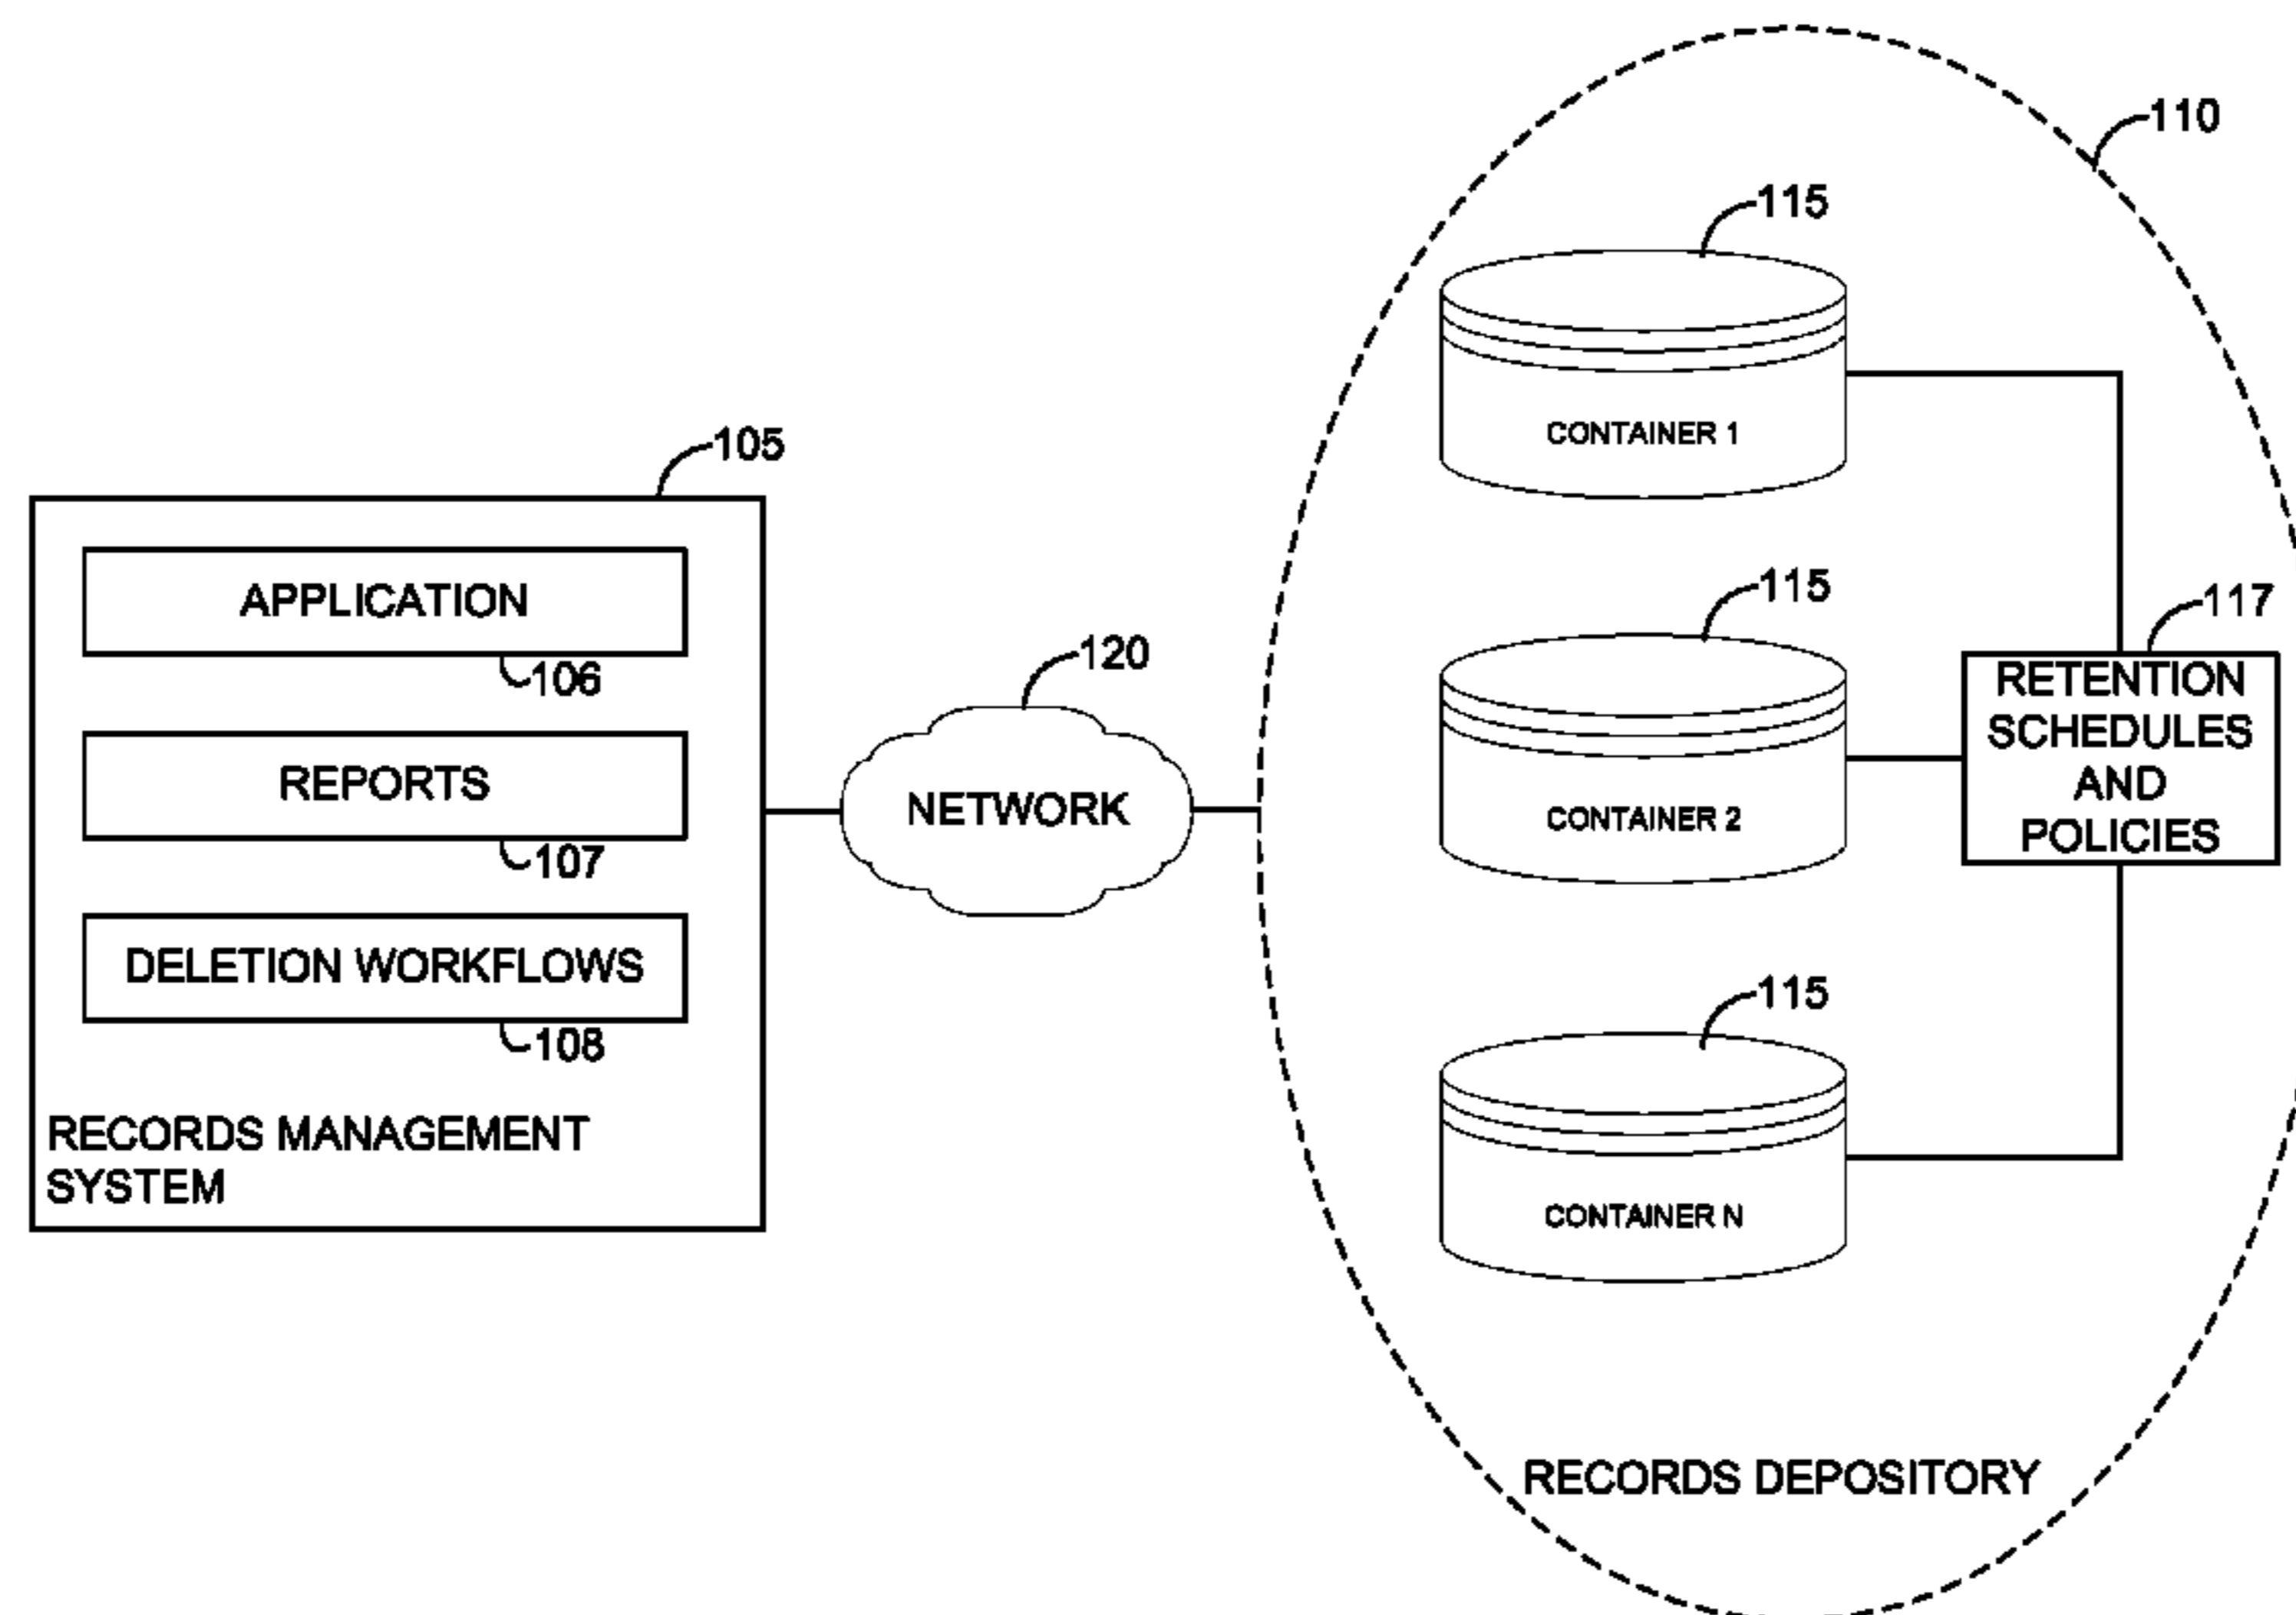 105
APPLICATION
106
REPORTS
107
DELETION WORKFLOWS
108
RECORDS MANAGEMENT
SYSTEM
120
NETWORK
110
115
CONTAINER 1
115
CONTAINER 2
117
RETENTION
SCHEDULES
AND
POLICIES
115
CONTAINER N
RECORDS DEPOSITORY